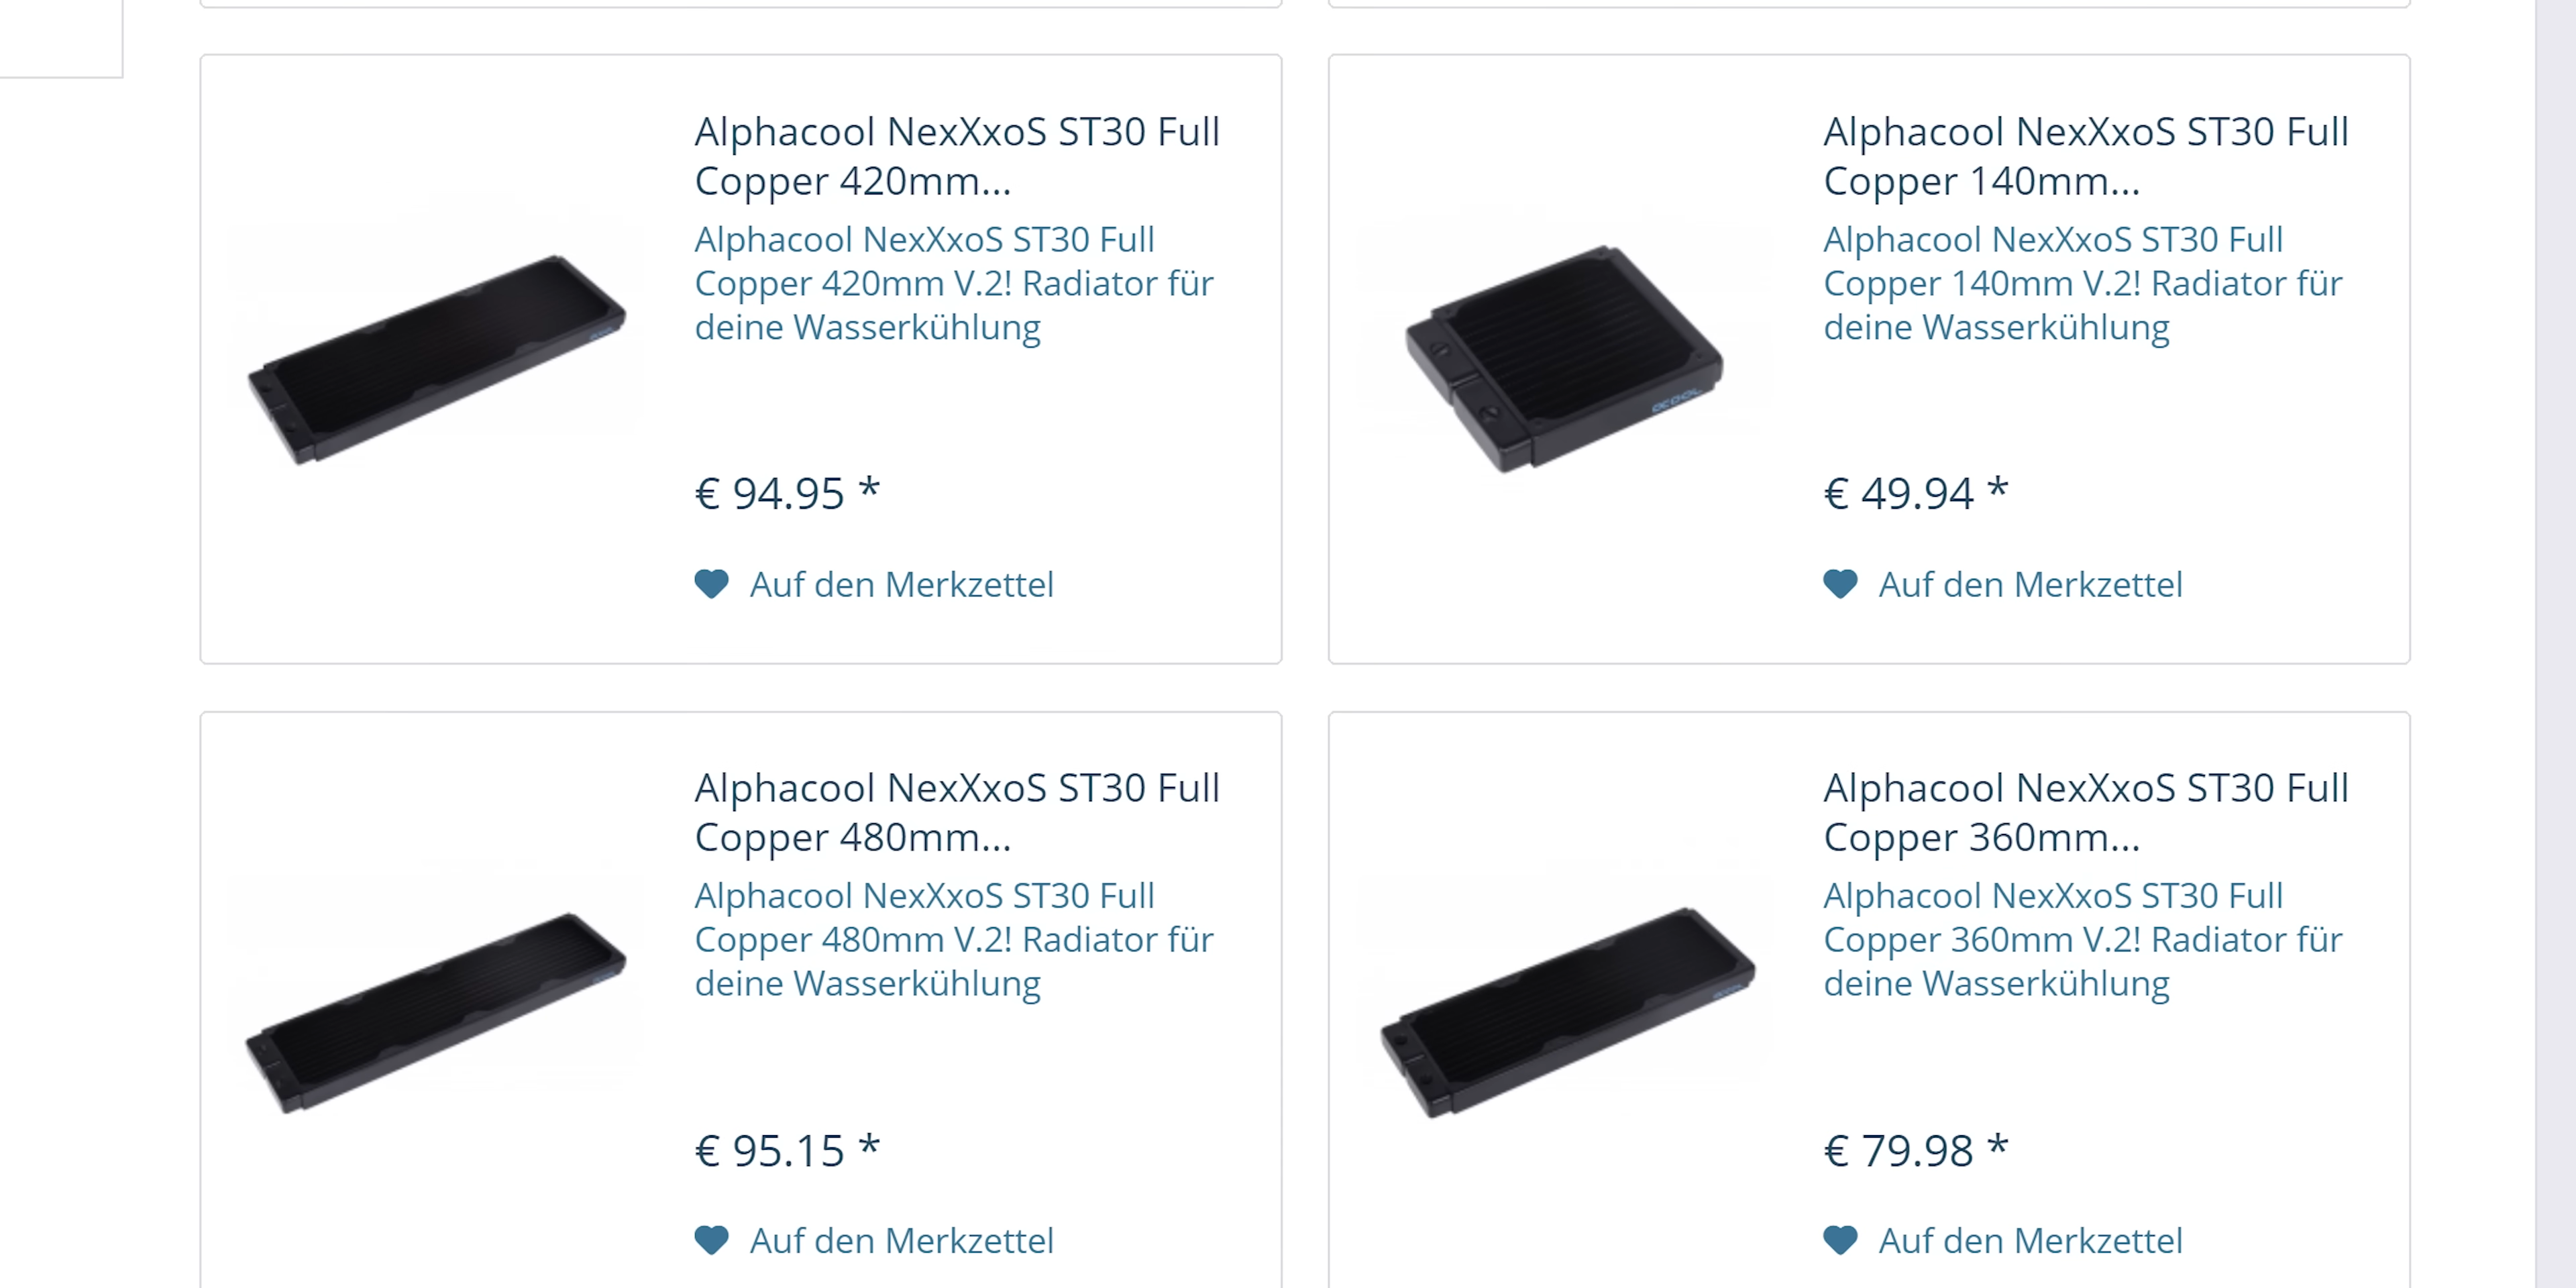 Alphacool NexXxoS ST30 Full
Copper 420mm...
Alphacool NexXxoS ST30 Full
Copper 420mm V.2! Radiator für
deine Wasserkühlung
€ 94.95 *
Auf den Merkzettel
Alphacool NexXxoS ST30 Full
Copper 140mm...
Alphacool NexXxoS ST30 Full
Copper 140mm V.2! Radiator für
deine Wasserkühlung
€ 49.94 *
Auf den Merkzettel
Alphacool NexXxoS ST30 Full
Copper 480mm...
Alphacool NexXxoS ST30 Full
Copper 480mm V.2! Radiator für
deine Wasserkühlung
€ 95.15 *
Auf den Merkzettel
Alphacool NexXxoS ST30 Full
Copper 360mm...
Alphacool NexXxoS ST30 Full
Copper 360mm V.2! Radiator für
deine Wasserkühlung
€ 79.98 *
Auf den Merkzettel